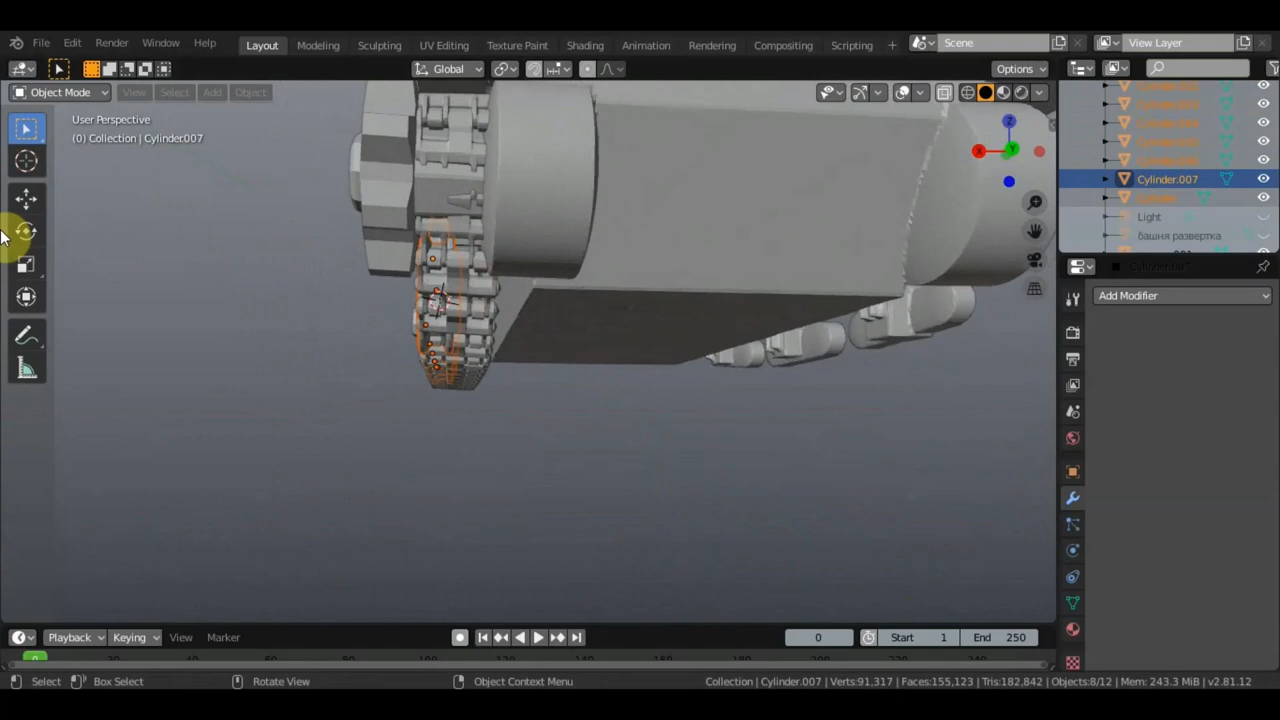 File Edit Render Window Help Layout Modeling Sculpting UV Editing Texture Paint Shading Animation Rendering Compositing Scripting + Scene View Layer
Global Options
Object Mode View Select Add Object
User Perspective
(0) Collection | Cylinder.007
Z
X
Y
Cylinder.007
Light
башня развертка
Cylinder.007
Add Modifier
Playback Keying View Marker 0 Start 1 End 250
0
Select Box Select Rotate View Object Context Menu Collection | Cylinder.007 | Verts:91,317 | Faces:155,123 | Tris:182,842 | Objects:8/12 | Mem: 243.3 MiB | v2.81.12